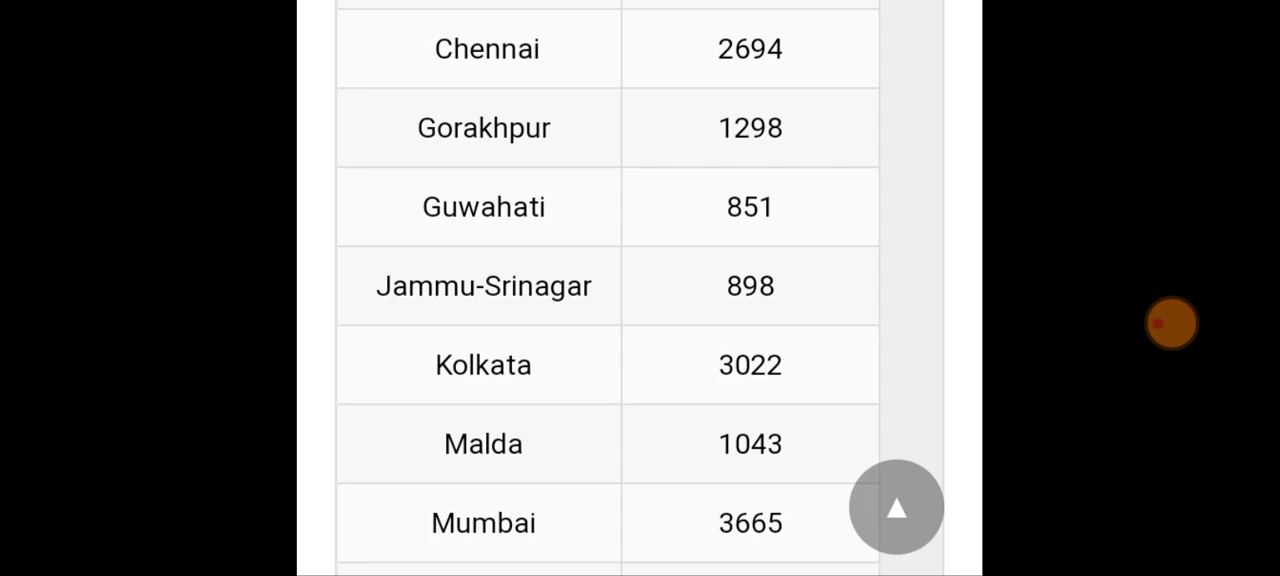 Chennai 2694
Gorakhpur 1298
Guwahati 851
Jammu-Srinagar 898
Kolkata 3022
Malda 1043
Mumbai 3665